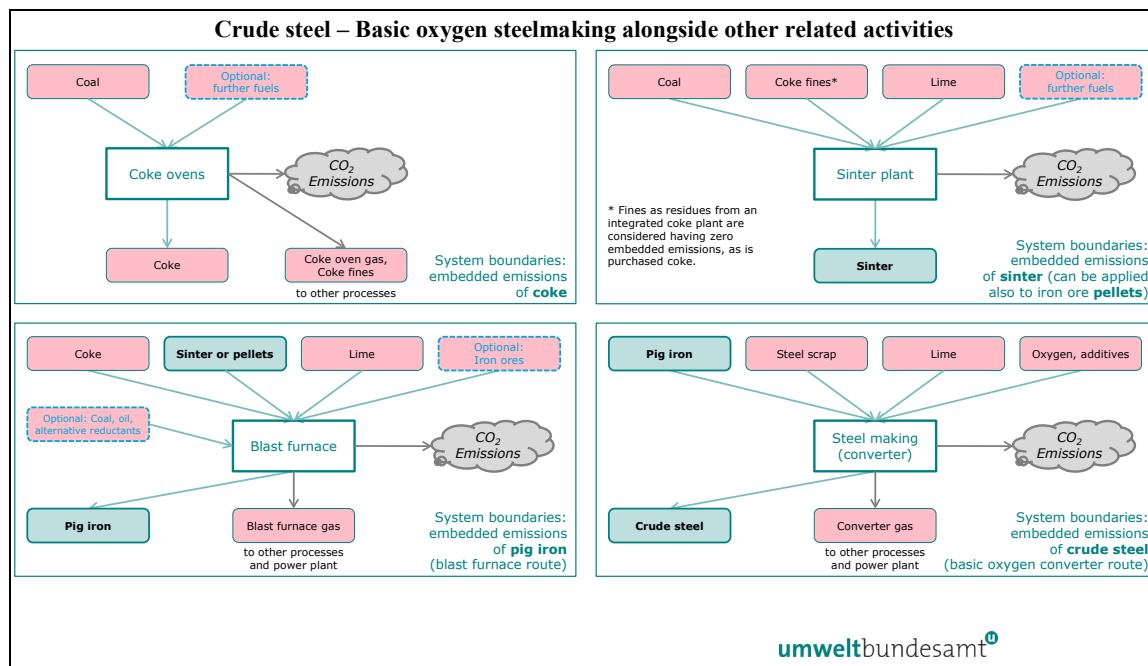 Crude steel – Basic oxygen steelmaking alongside other related activities
Coal
Optional:
further fuels
Coke ovens
CO2
Emissions
Coke
Coke oven gas,
Coke fines
to other processes
System boundaries:
embedded emissions
of coke
Coal
Coke fines*
Lime
Optional:
further fuels
Sinter plant
CO2
Emissions
* Fines as residues from an
integrated coke plant are
considered having zero
embedded emissions, as is
purchased coke.
Sinter
System boundaries:
embedded emissions
of sinter (can be applied
also to iron ore pellets)
Coke
Sinter or pellets
Lime
Optional:
Iron ores
Optional: Coal, oil,
alternative reductants
Blast furnace
CO2
Emissions
Pig iron
Blast furnace gas
to other processes
and power plant
System boundaries:
embedded emissions
of pig iron
(blast furnace route)
Pig iron
Steel scrap
Lime
Oxygen, additives
Steel making
(converter)
CO2
Emissions
Crude steel
Converter gas
to other processes
and power plant
System boundaries:
embedded emissions
of crude steel
(basic oxygen converter route)
umweltbundesamt u